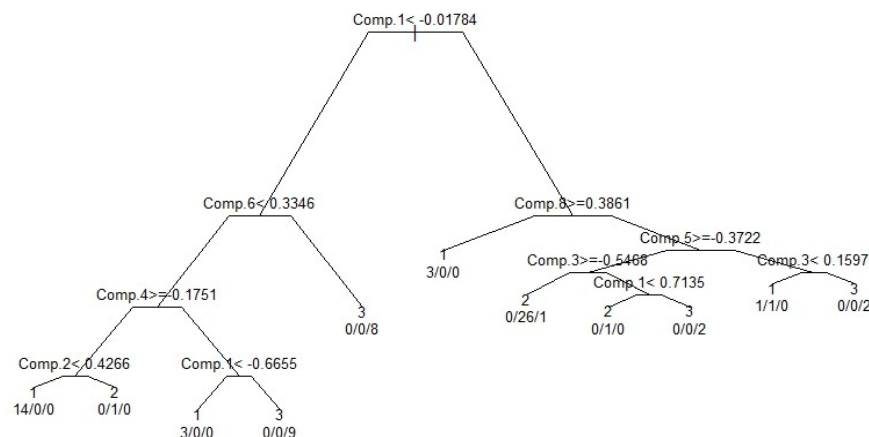 Comp.1< -0.01784
Comp.6< 0.3346
Comp.8>=0.3861
Comp.5>=-0.3722
1
3/0/0
Comp.3>=-0.5468
Comp.3< 0.1597
Comp.4>=-0.1751
3
0/0/8
2
0/26/1
Comp.1< 0.7135
2
0/1/0
3
0/0/2
1
1/1/0
3
0/0/2
Comp.2< 0.4266
Comp.1< -0.6655
1
14/0/0
2
0/1/0
1
3/0/0
3
0/0/9